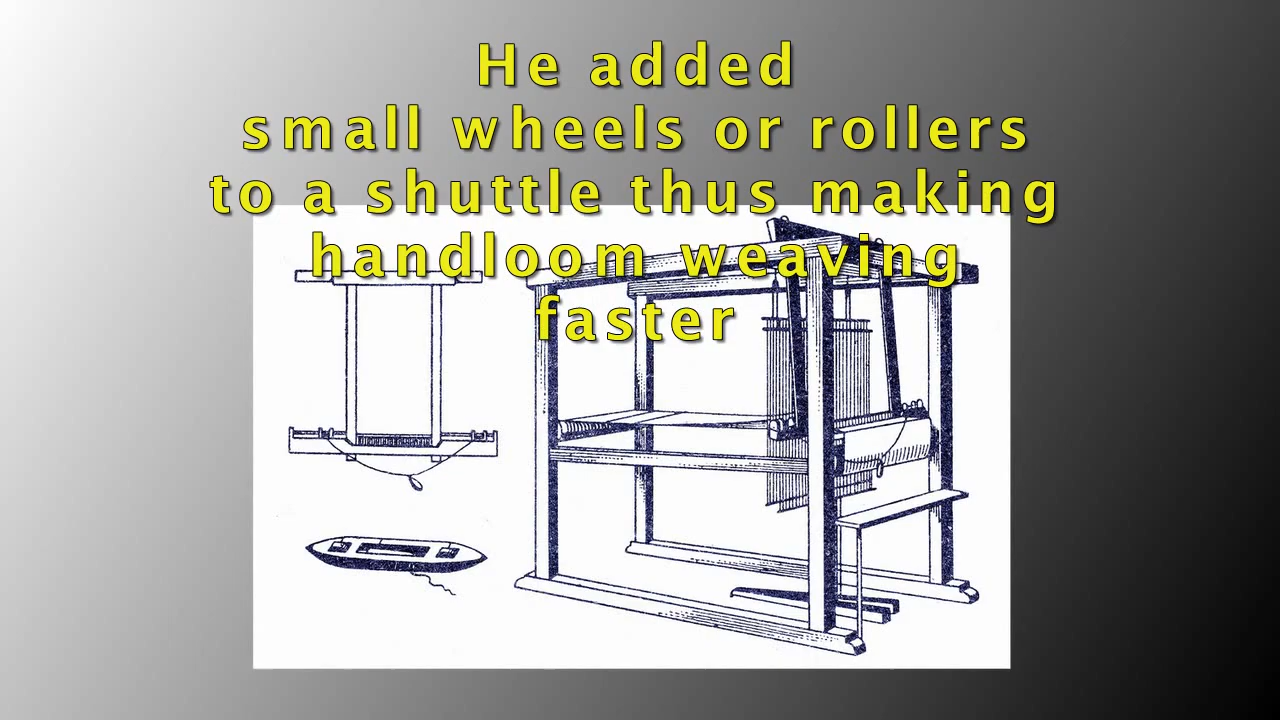 He added
small wheels or rollers
to a shuttle thus making
handloom weaving
faster